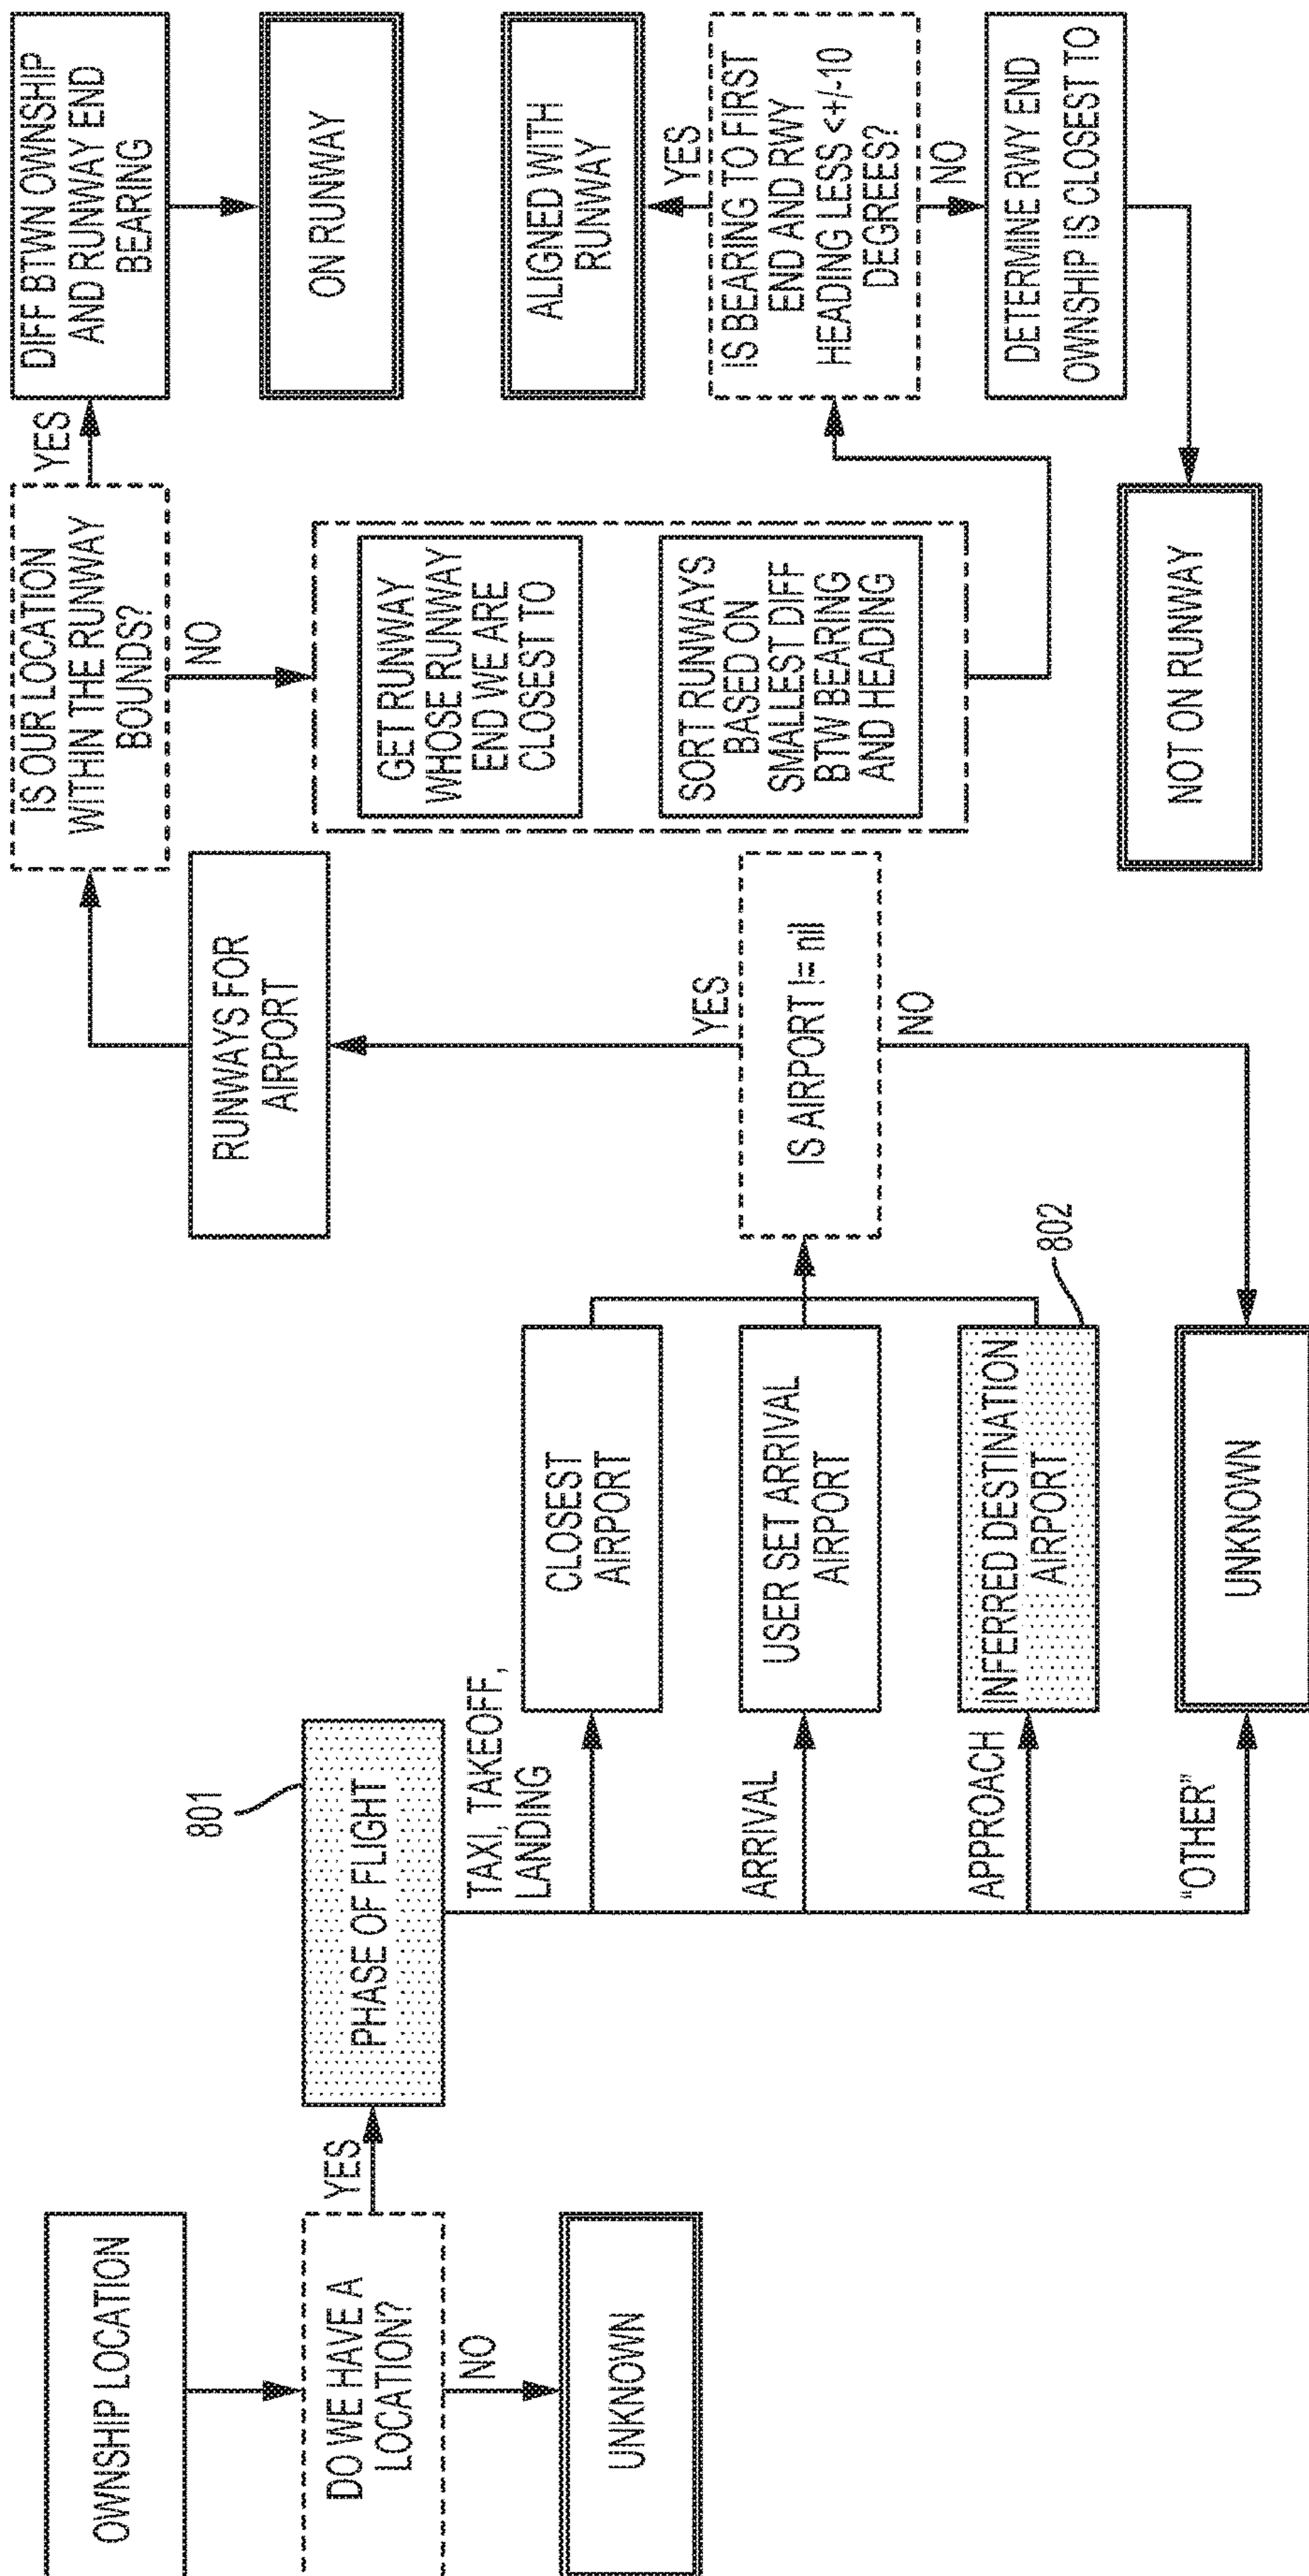 OWNSHIP LOCATION
DO WE HAVE A
LOCATION?
YES
NO
UNKNOWN
801
PHASE OF FLIGHT
TAXI, TAKEOFF,
LANDING
ARRIVAL
APPROACH
"OTHER"
CLOSEST
AIRPORT
USER SET ARRIVAL
AIRPORT
INFERRED DESTINATION
AIRPORT
802
UNKNOWN
IS AIRPORT != nil
YES
NO
RUNWAYS FOR
AIRPORT
IS OUR LOCATION
WITHIN THE RUNWAY
BOUNDS?
YES
NO
GET RUNWAY
WHOSE RUNWAY
END WE ARE
CLOSEST TO
SORT RUNWAYS
BASED ON
SMALLEST DIFF
BTW BEARING
AND HEADING
DIFF BTWN OWNSHIP
AND RUNWAY END
BEARING
ON RUNWAY
ALIGNED WITH
RUNWAY
YES
IS BEARING TO FIRST
END AND RWY
HEADING LESS <+/-10
DEGREES?
NO
DETERMINE RWY END
OWNSHIP IS CLOSEST TO
NOT ON RUNWAY